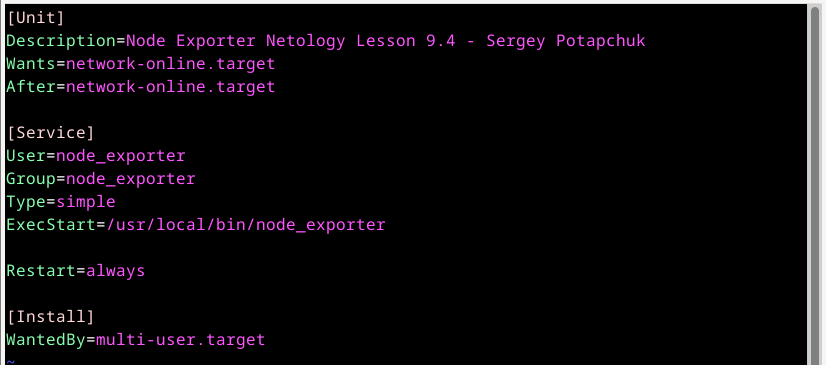 [Unit]
Description=Node Exporter Netology Lesson 9.4 - Sergey Potapchuk
Wants=network-online.target
After=network-online.target
[Service]
User=node_exporter
Group=node_exporter
Type=simple
ExecStart=/usr/local/bin/node_exporter
Restart=always
[Install]
WantedBy=multi-user.target
~